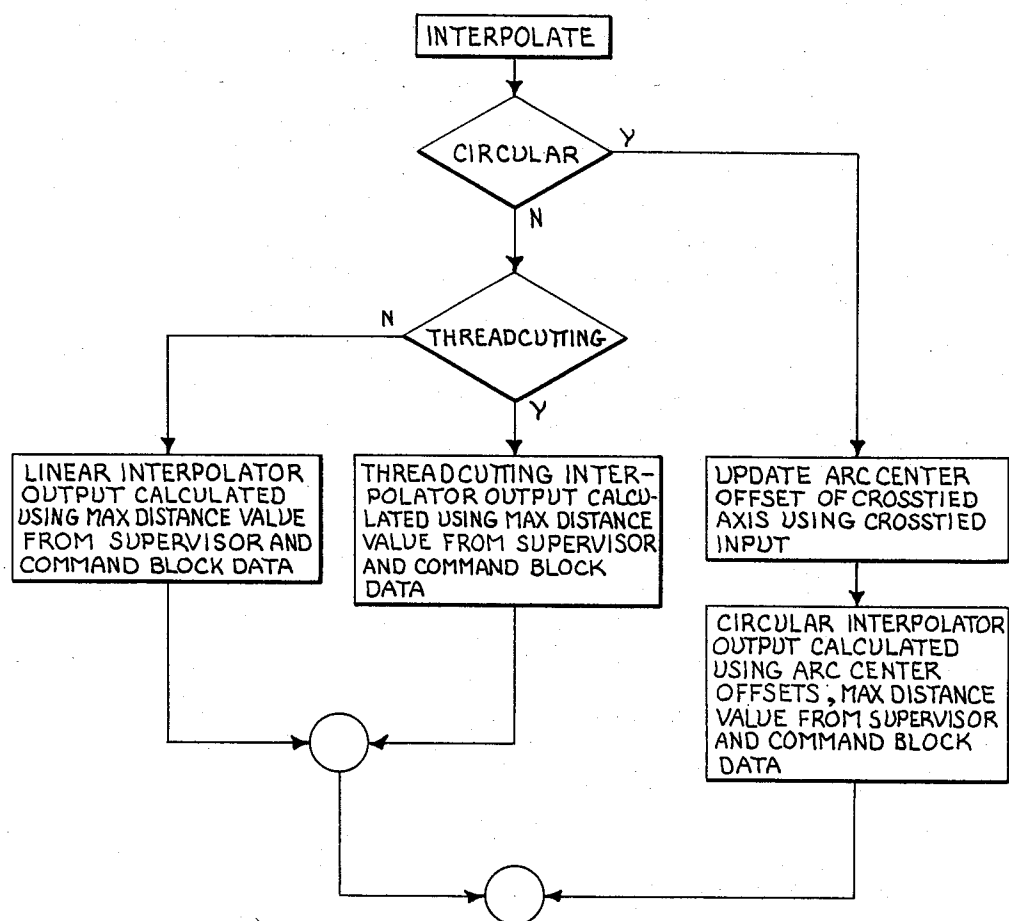 INTERPOLATE
CIRCULAR
Y
N
THREADCUTTING
N
Y
LINEAR INTERPOLATOR
OUTPUT CALCULATED
USING MAX DISTANCE VALUE
FROM SUPERVISOR AND
COMMAND BLOCK DATA
THREADCUTTING INTER-
POLATOR OUTPUT CALCU-
LATED USING MAX DISTANCE
VALUE FROM SUPERVISOR
AND COMMAND BLOCK
DATA
UPDATE ARC CENTER
OFFSET OF CROSSTIED
AXIS USING CROSSTIED
INPUT
CIRCULAR INTERPOLATOR
OUTPUT CALCULATED
USING ARC CENTER
OFFSETS, MAX DISTANCE
VALUE FROM SUPERVISOR
AND COMMAND BLOCK
DATA